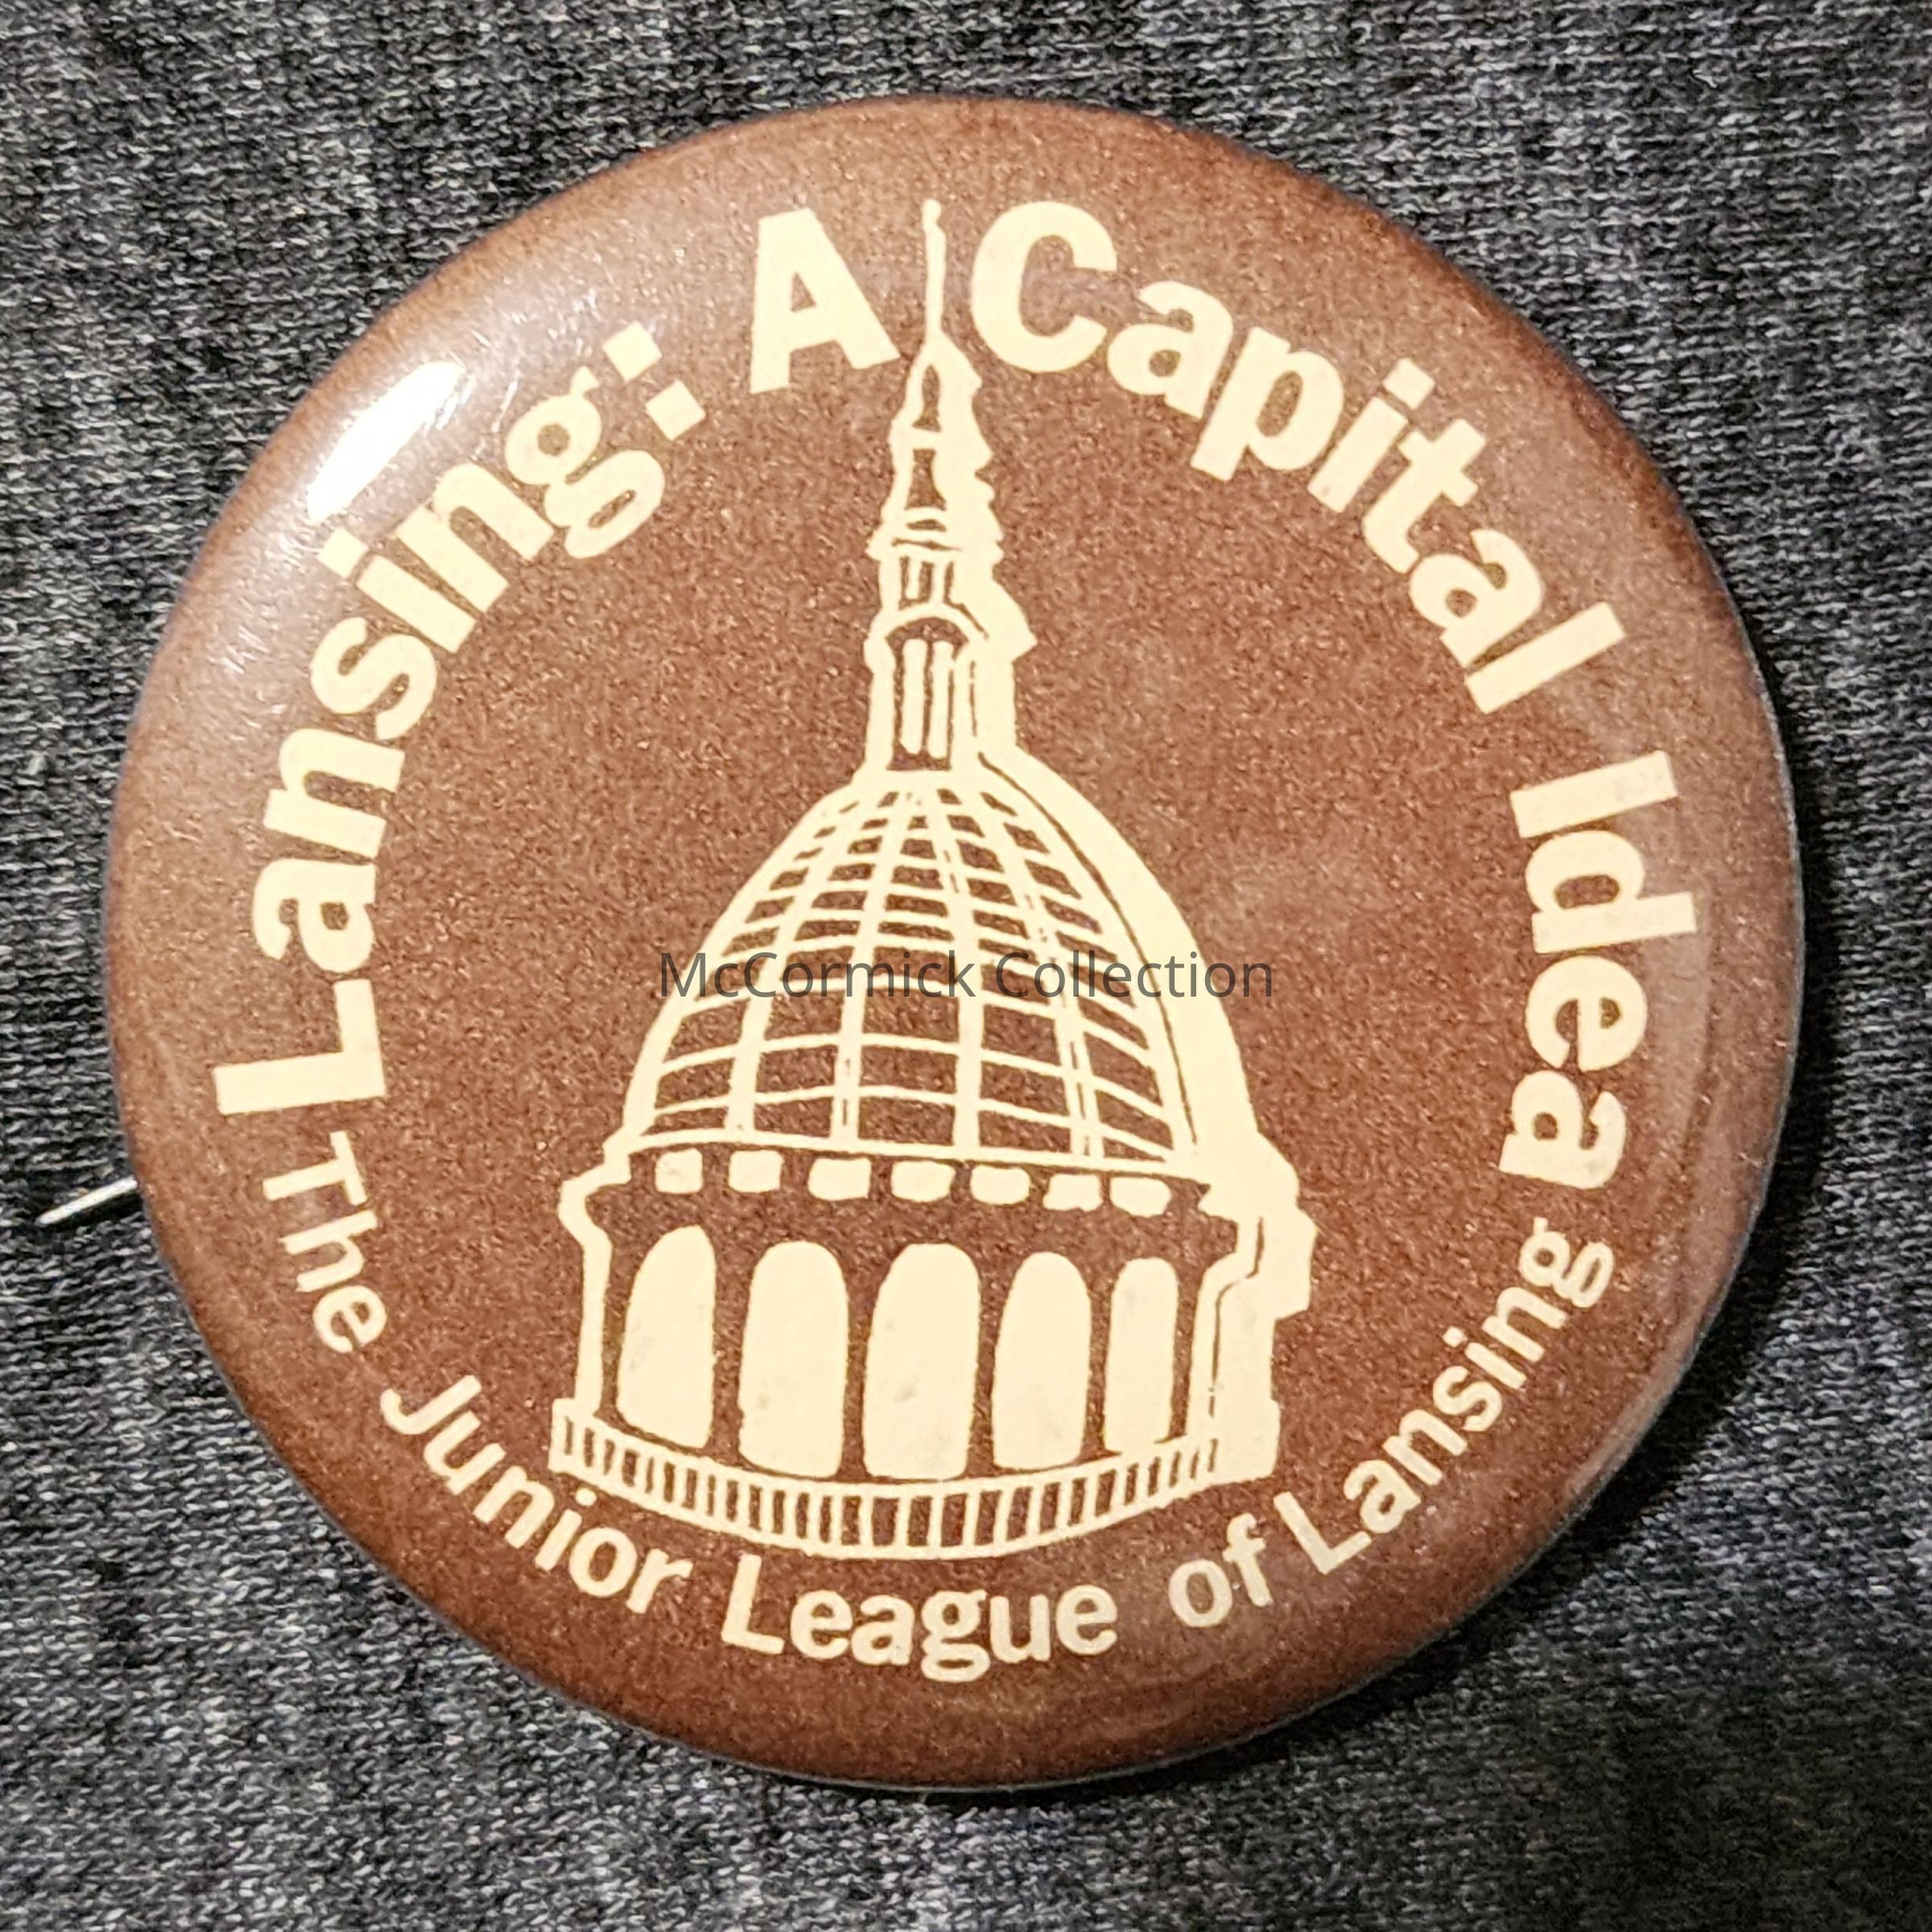 Lansing: A Capital Idea
McCormick Collection
The Junior League of Lansing